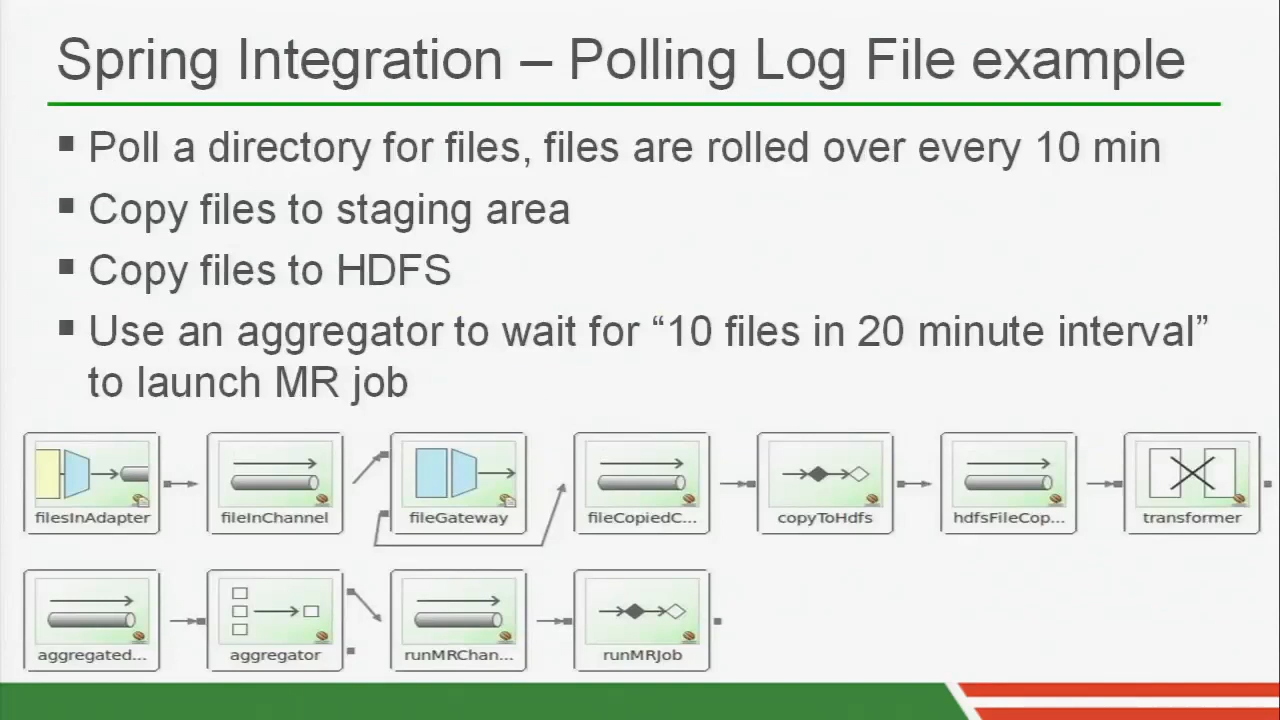 Spring Integration – Polling Log File example
▪ Poll a directory for files, files are rolled over every 10 min
▪ Copy files to staging area
▪ Copy files to HDFS
▪ Use an aggregator to wait for “10 files in 20 minute interval”
to launch MR job
filesInAdapter
fileInChannel
fileGateway
fileCopiedC...
copyToHdfs
hdfsFileCop...
transformer
aggregated...
aggregator
runMRChan...
runMRJob